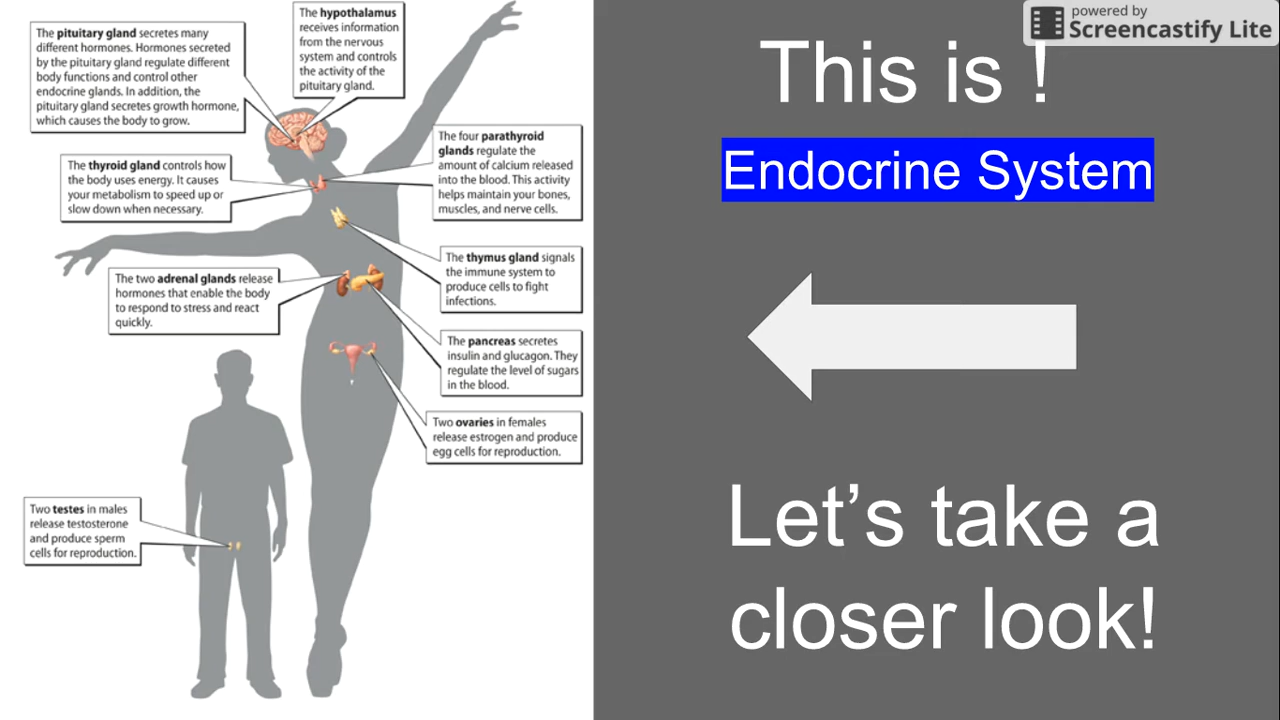 The pituitary gland secretes many
different hormones. Hormones secreted
by the pituitary gland regulate different
body functions and control other
endocrine glands. In addition, the
pituitary gland secretes growth hormone,
which causes the body to grow.
The hypothalamus
receives information
from the nervous
system and controls
the activity of the
pituitary gland.
The thyroid gland controls how
the body uses energy. It causes
your metabolism to speed up or
slow down when necessary.
The four parathyroid
glands regulate the
amount of calcium released
into the blood. This activity
helps maintain your bones,
muscles, and nerve cells.
The two adrenal glands release
hormones that enable the body
to respond to stress and react
quickly.
The thymus gland signals
the immune system to
produce cells to fight
infections.
The pancreas secretes
insulin and glucagon. They
regulate the level of sugars
in the blood.
Two ovaries in females
release estrogen and produce
egg cells for reproduction.
Two testes in males
release testosterone
and produce sperm
cells for reproduction.
powered by
Screencastify Lite
This is !
Endocrine System
Let's take a
closer look!